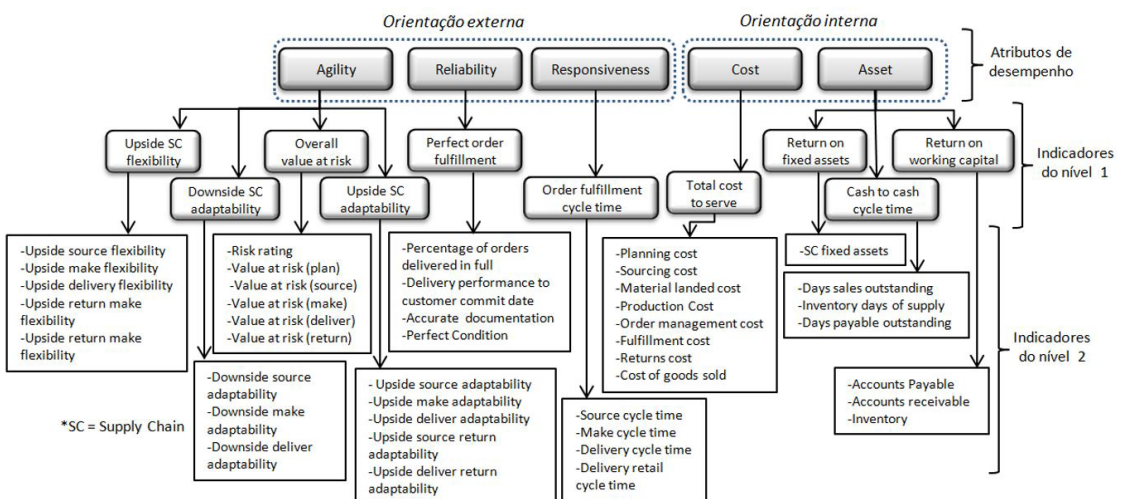 Orientação externa
Orientação interna
Agility
Reliability
Responsiveness
Cost
Asset
Atributos de
desempenho
Upside SC
flexibility
Overall
value at risk
Perfect order
fulfillment
Return on
fixed assets
Return on
working capital
Indicadores
do nível 1
Downside SC
adaptability
Upside SC
adaptability
Order fulfillment
cycle time
Total cost
to serve
Cash to cash
cycle time
-Upside source flexibility
-Upside make flexibility
-Upside delivery flexibility
-Upside return make
flexibility
-Upside return make
flexibility
-Risk rating
-Value at risk (plan)
-Value at risk (source)
-Value at risk (make)
-Value at risk (deliver)
-Value at risk (return)
-Percentage of orders
delivered in full
-Delivery performance to
customer commit date
-Accurate documentation
-Perfect Condition
-Planning cost
-Sourcing cost
-Material landed cost
-Production Cost
-Order management cost
-Fulfillment cost
-Returns cost
-Cost of goods sold
-SC fixed assets
-Days sales outstanding
-Inventory days of supply
-Days payable outstanding
Indicadores
do nível 2
-Downside source
adaptability
-Downside make
adaptability
-Downside deliver
adaptability
- Upside source adaptability
-Upside make adaptability
-Upside deliver adaptability
-Upside source return
adaptability
-Upside deliver return
adaptability
-Source cycle time
-Make cycle time
-Delivery cycle time
-Delivery retail
cycle time
-Accounts Payable
-Accounts receivable
-Inventory
*SC = Supply Chain